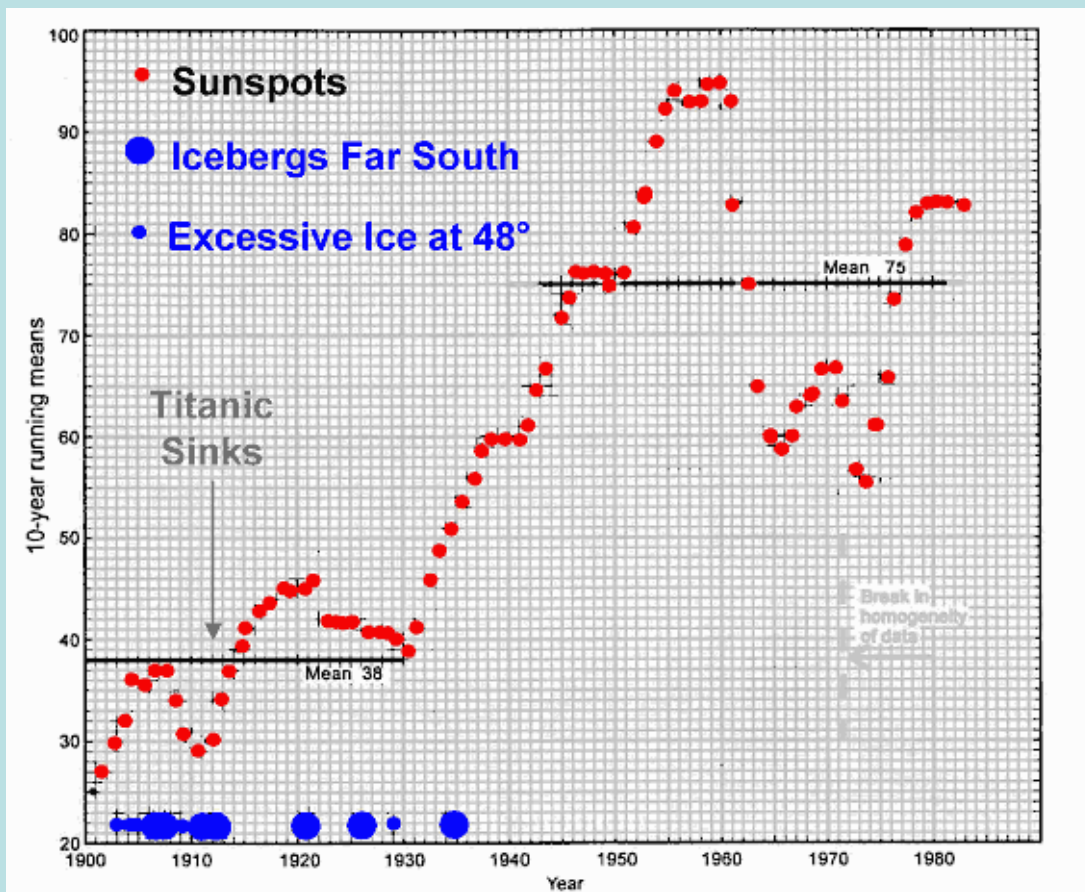 100
90
80
70
60
50
40
30
20
10-year running means
Sunspots
Icebergs Far South
Excessive Ice at 48°
Mean 75
Titanic
Sinks
Break in
homogeneity
of data
Mean 38
1900 1910 1920 1930 1940 1950 1960 1970 1980
Year